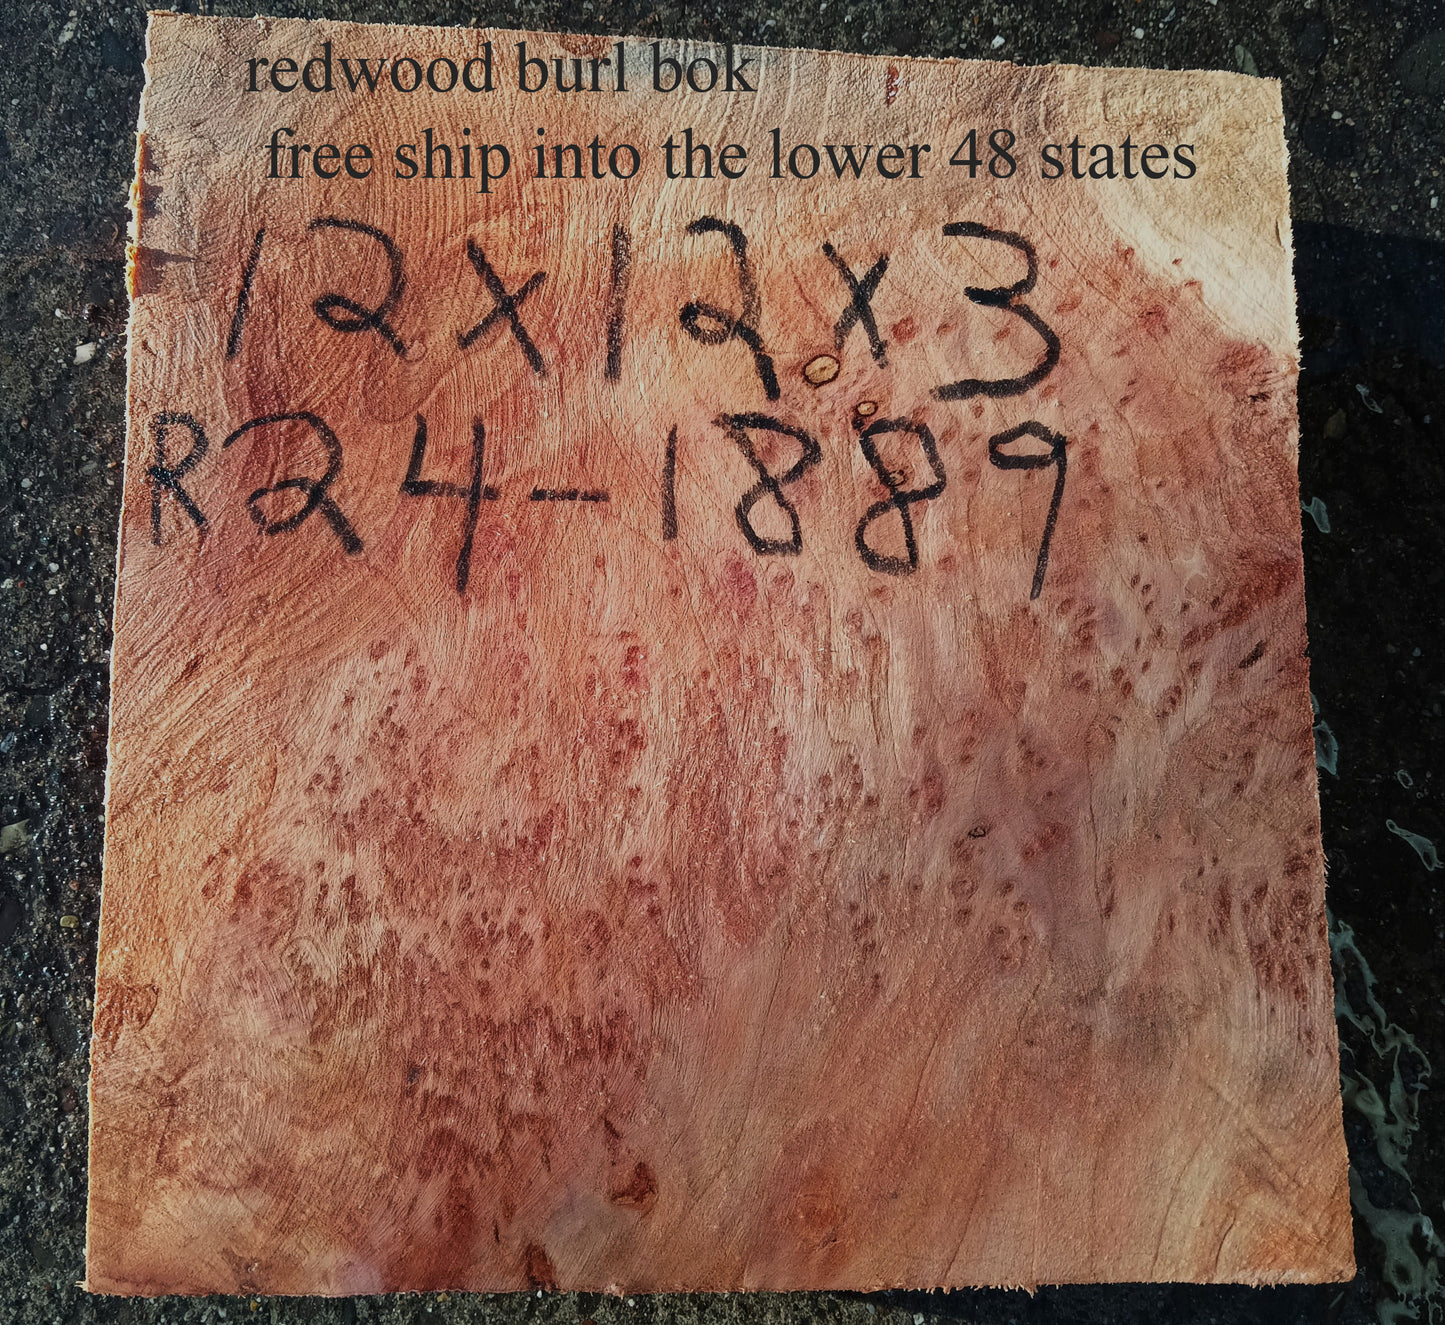 redwood burl bok
free ship into the lower 48 states
12x12x3
R24-1889